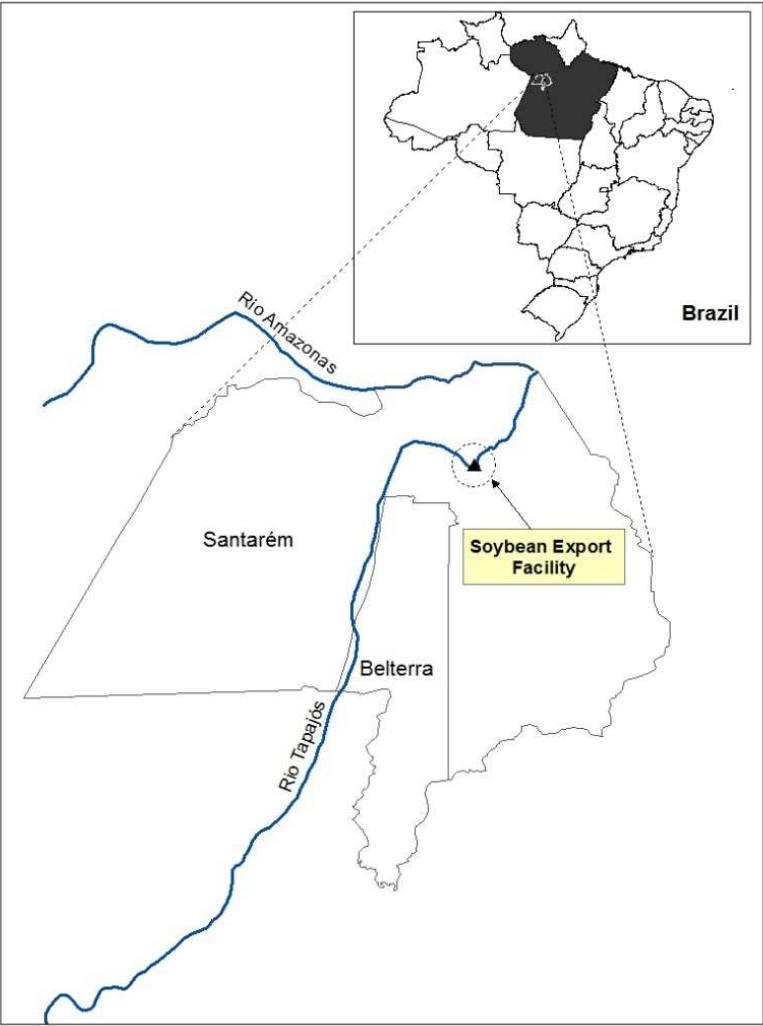 Brazil
Rio Amazonas
Santarém
Soybean Export
Facility
Belterra
Rio Tapajós